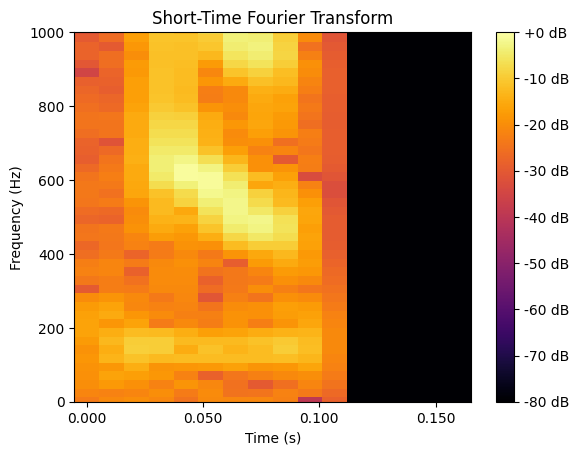 Short-Time Fourier Transform
1000
800
600
400
200
0
Frequency (Hz)
0.000
0.050
0.100
0.150
Time (s)
+0 dB
-10 dB
-20 dB
-30 dB
-40 dB
-50 dB
-60 dB
-70 dB
-80 dB